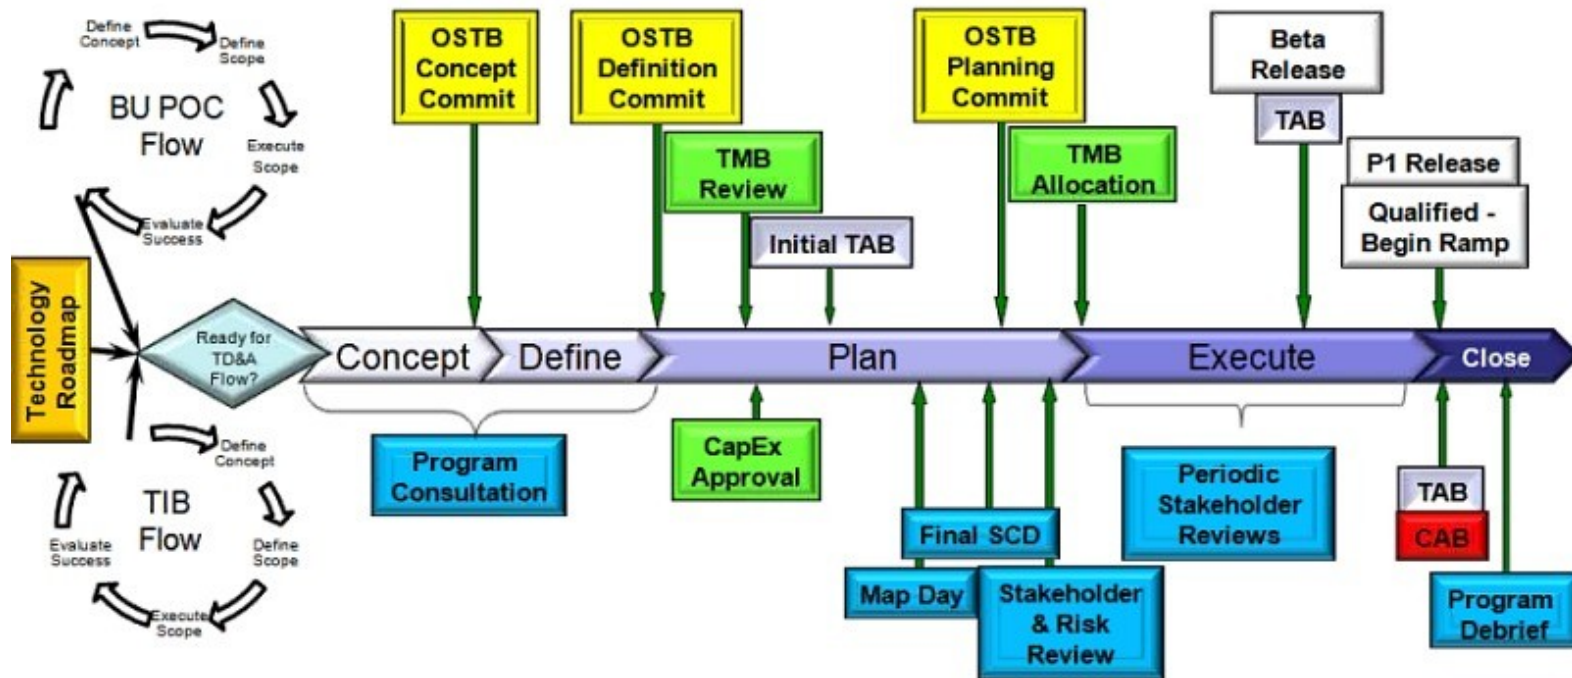 Define
Concept
Define
Scope
BU POC
Flow
Execute
Scope
Evaluate
Success
OSTB
Concept
Commit
OSTB
Definition
Commit
TMB
Review
Initial TAB
OSTB
Planning
Commit
TMB
Allocation
Beta
Release
TAB
P1 Release
Qualified -
Begin Ramp
Technology
Roadmap
Ready for
TD&A
Flow?
Concept
Define
Plan
Execute
Close
Program
Consultation
CapEx
Approval
Final SCD
Map Day
Stakeholder
& Risk
Review
Periodic
Stakeholder
Reviews
TAB
CAB
Program
Debrief
Define
Concept
TIB
Flow
Define
Scope
Execute
Scope
Evaluate
Success